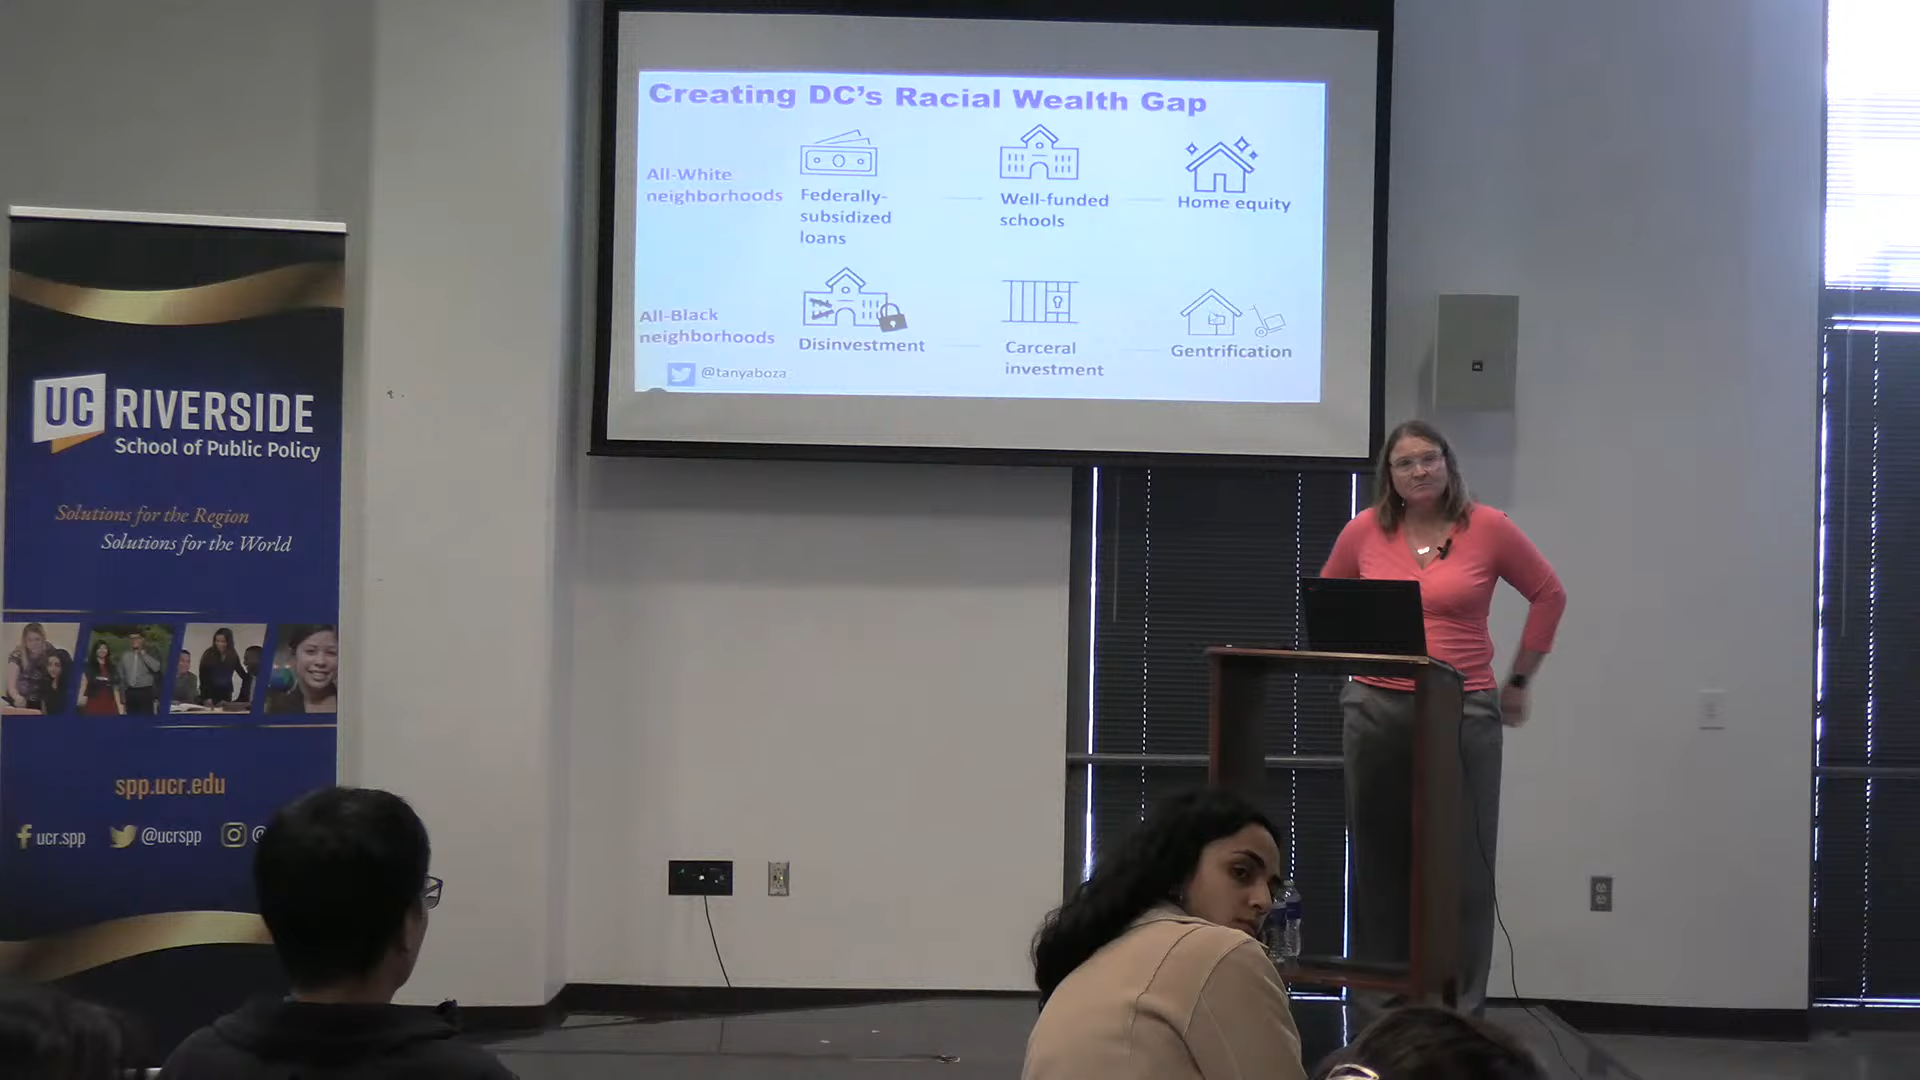 Creating DC's Racial Wealth Gap
All-White
neighborhoods
Federally-
subsidized
loans
Well-funded
schools
Home equity
All-Black
neighborhoods
Disinvestment
Carceral
investment
Gentrification
@tanyaboza
UC RIVERSIDE
School of Public Policy
Solutions for the Region
Solutions for the World
spp.ucr.edu
ucr.spp
@ucrspp
@